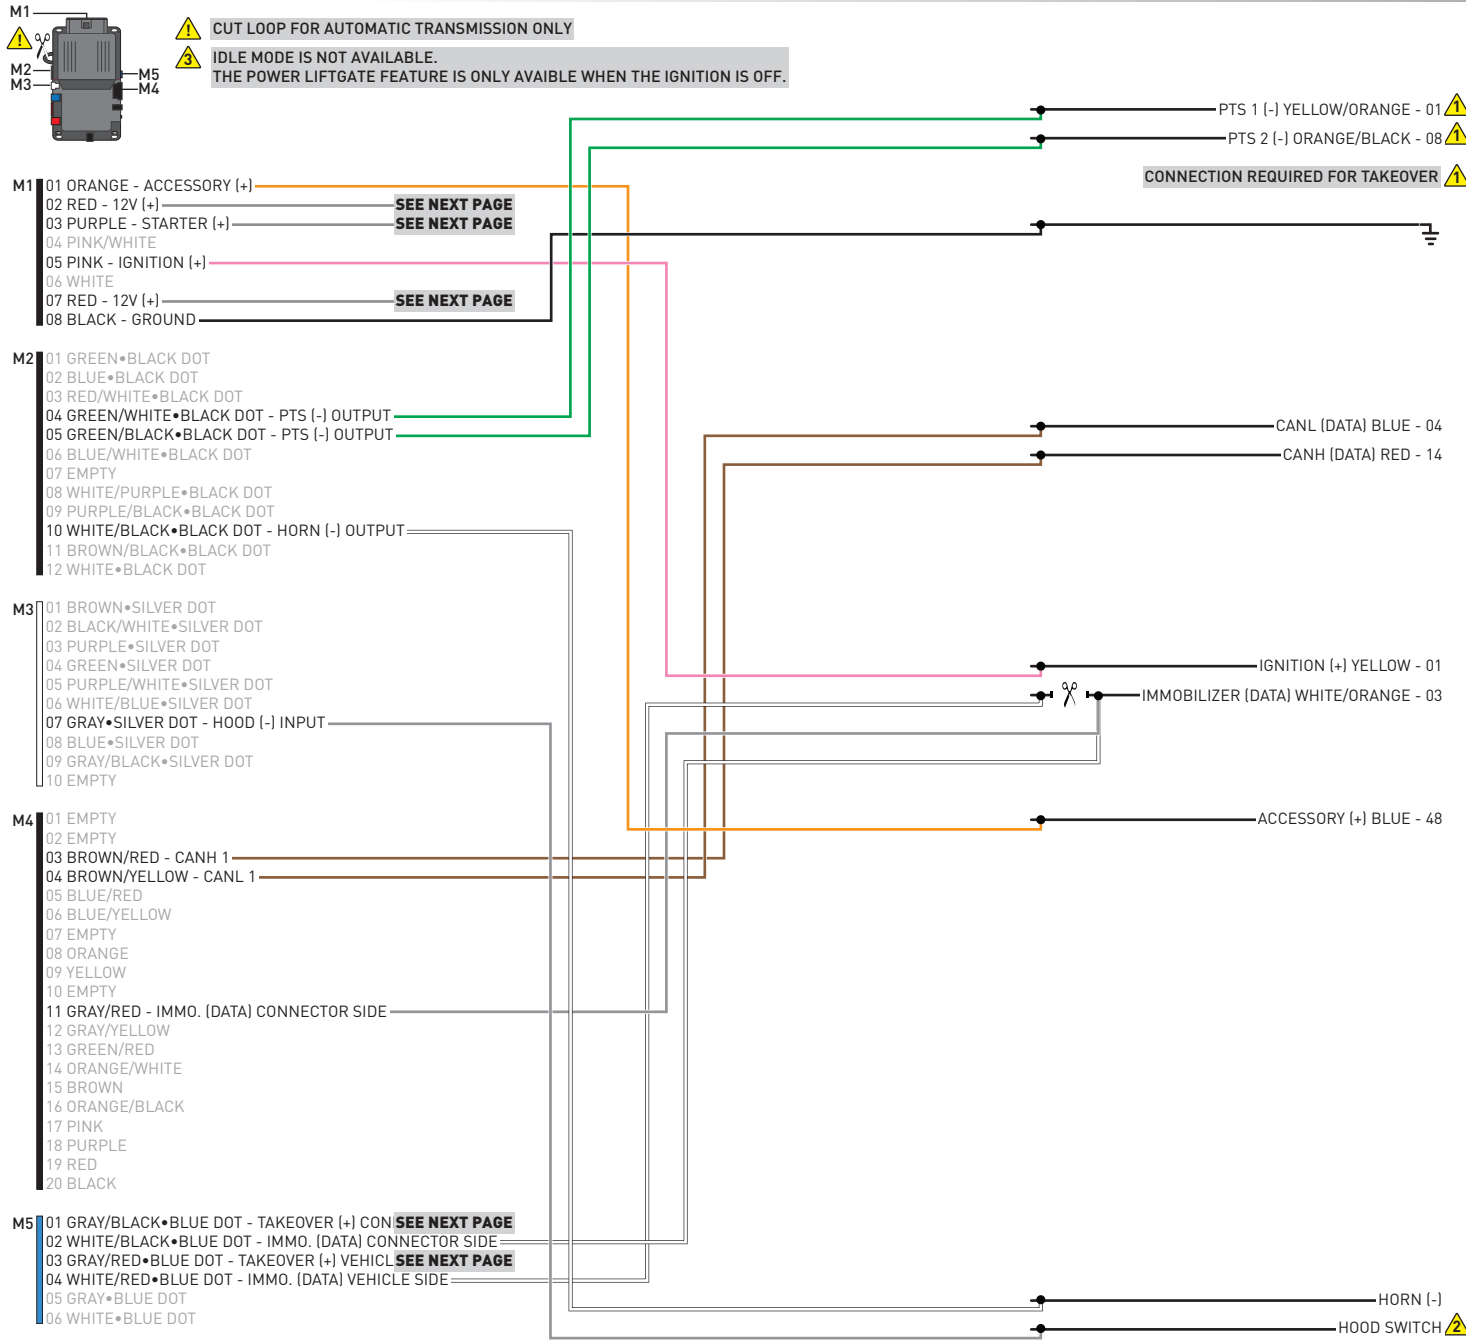 M1
M2
M3
M5
M4
! CUT LOOP FOR AUTOMATIC TRANSMISSION ONLY
3 IDLE MODE IS NOT AVAILABLE.
THE POWER LIFTGATE FEATURE IS ONLY AVAIBLE WHEN THE IGNITION IS OFF.
!
PTS 1 (-) YELLOW/ORANGE - 01 1
PTS 2 (-) ORANGE/BLACK - 08 1
CONNECTION REQUIRED FOR TAKEOVER 1
M1
01 ORANGE - ACCESSORY (+)
02 RED - 12V (+) SEE NEXT PAGE
03 PURPLE - STARTER (+) SEE NEXT PAGE
04 PINK/WHITE
05 PINK - IGNITION (+)
06 WHITE
07 RED - 12V (+) SEE NEXT PAGE
08 BLACK - GROUND
M2
01 GREEN•BLACK DOT
02 BLUE•BLACK DOT
03 RED/WHITE•BLACK DOT
04 GREEN/WHITE•BLACK DOT - PTS (-) OUTPUT
05 GREEN/BLACK•BLACK DOT - PTS (-) OUTPUT
06 BLUE/WHITE•BLACK DOT
07 EMPTY
08 WHITE/PURPLE•BLACK DOT
09 PURPLE/BLACK•BLACK DOT
10 WHITE/BLACK•BLACK DOT - HORN (-) OUTPUT
11 BROWN/BLACK•BLACK DOT
12 WHITE•BLACK DOT
CANL (DATA) BLUE - 04
CANH (DATA) RED - 14
M3
01 BROWN•SILVER DOT
02 BLACK/WHITE•SILVER DOT
03 PURPLE•SILVER DOT
04 GREEN•SILVER DOT
05 PURPLE/WHITE•SILVER DOT
06 WHITE/BLUE•SILVER DOT
07 GRAY•SILVER DOT - HOOD (-) INPUT
08 BLUE•SILVER DOT
09 GRAY/BLACK•SILVER DOT
10 EMPTY
IGNITION (+) YELLOW - 01
IMMOBILIZER (DATA) WHITE/ORANGE - 03
ACCESSORY (+) BLUE - 48
M4
01 EMPTY
02 EMPTY
03 BROWN/RED - CANH 1
04 BROWN/YELLOW - CANL 1
05 BLUE/RED
06 BLUE/YELLOW
07 EMPTY
08 ORANGE
09 YELLOW
10 EMPTY
11 GRAY/RED - IMMO. (DATA) CONNECTOR SIDE
12 GRAY/YELLOW
13 GREEN/RED
14 ORANGE/WHITE
15 BROWN
16 ORANGE/BLACK
17 PINK
18 PURPLE
19 RED
20 BLACK
M5
01 GRAY/BLACK•BLUE DOT - TAKEOVER (+) CON SEE NEXT PAGE
02 WHITE/BLACK•BLUE DOT - IMMO. (DATA) CONNECTOR SIDE
03 GRAY/RED•BLUE DOT - TAKEOVER (+) VEHICL SEE NEXT PAGE
04 WHITE/RED•BLUE DOT - IMMO. (DATA) VEHICLE SIDE
05 GRAY•BLUE DOT
06 WHITE•BLUE DOT
HORN (-)
HOOD SWITCH 2